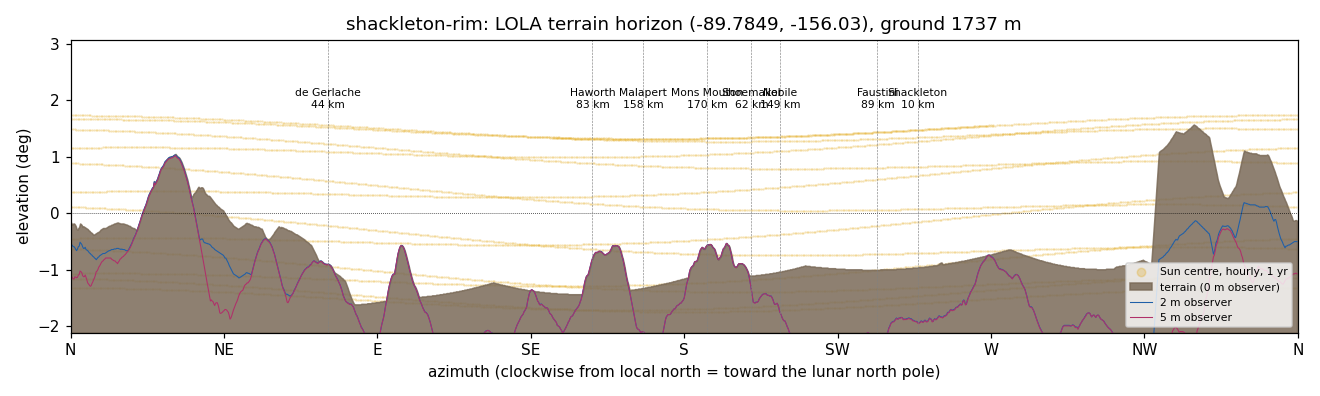 shackleton-rim: LOLA terrain horizon (-89.7849, -156.03), ground 1737 m
elevation (deg)
3
2
1
0
−1
−2
de Gerlache
44 km
Haworth
83 km
Malapert
158 km
Mons Mouton
170 km
Shoemaker
62 km
Nobile
149 km
Faustini
89 km
Shackleton
10 km
Sun centre, hourly, 1 yr
terrain (0 m observer)
2 m observer
5 m observer
N
NE
E
SE
S
SW
W
NW
N
azimuth (clockwise from local north = toward the lunar north pole)